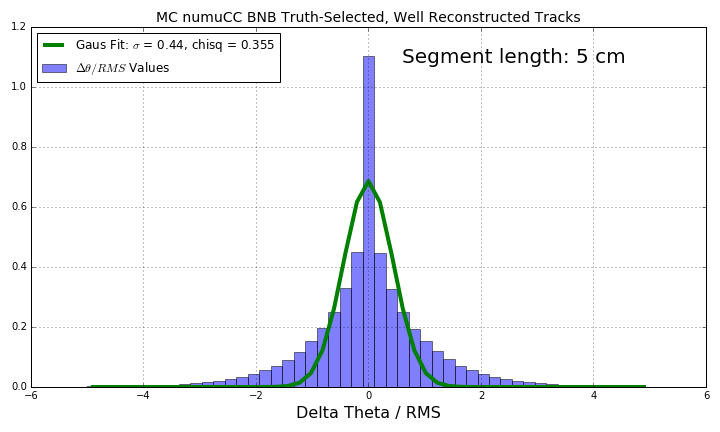 MC numuCC BNB Truth-Selected, Well Reconstructed Tracks
Gaus Fit: σ = 0.44, chisq = 0.355
Δθ/RMS Values
Segment length: 5 cm
1.2
1.0
0.8
0.6
0.4
0.2
0.0
−6 −4 −2 0 2 4 6
Delta Theta / RMS